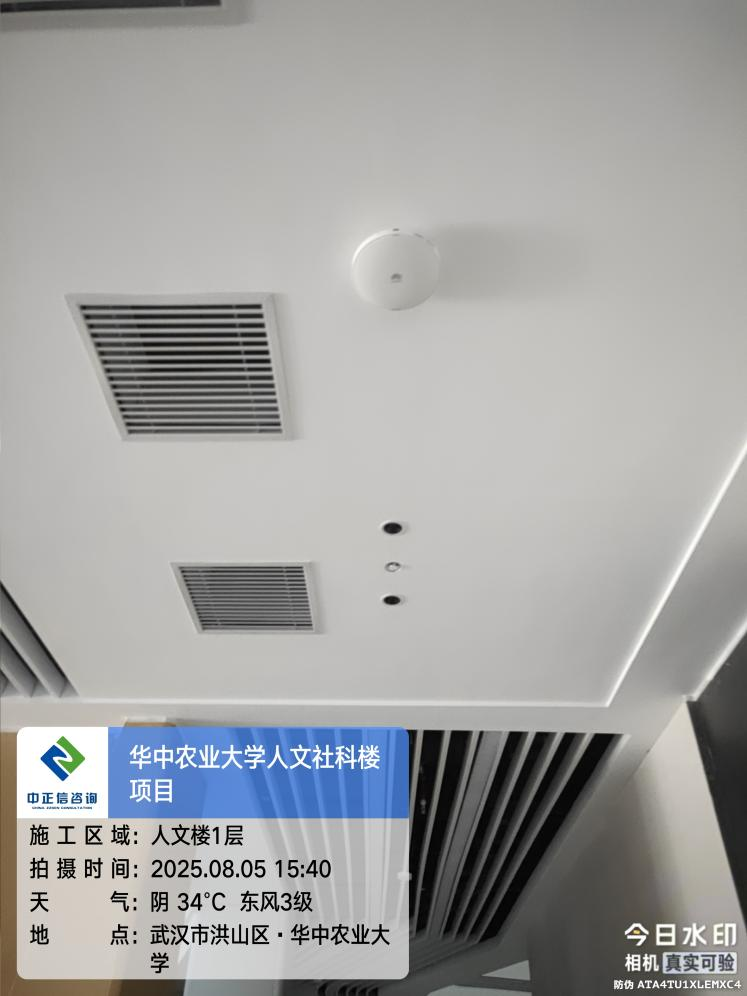 中正信咨询
华中农业大学人文社科楼
项目
施工区域：人文楼1层
拍摄时间：2025.08.05 15:40
天气：阴 34℃ 东风3级
地点：武汉市洪山区·华中农业大
学
今日水印
相机 真实可验
防伪 ATA4TU1XLEMXC4